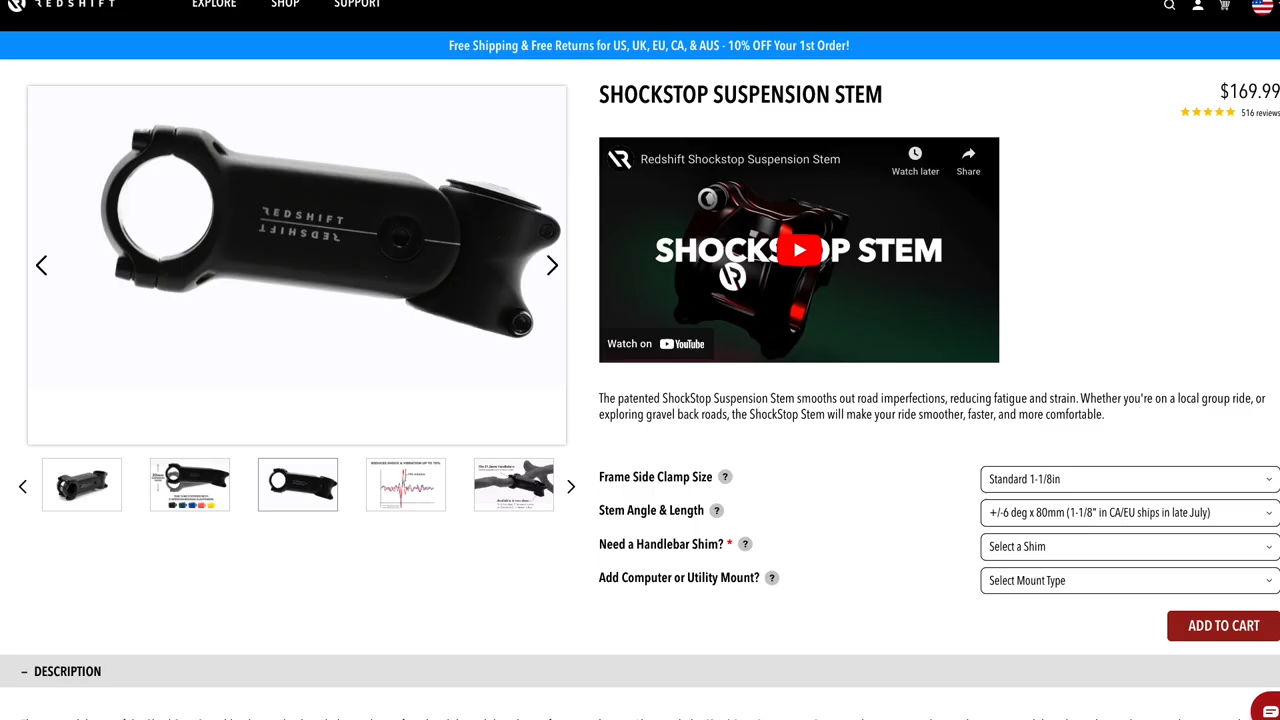 REDSHIFT
EXPLORE
SHOP
SUPPORT
Free Shipping & Free Returns for US, UK, EU, CA, & AUS - 10% OFF Your 1st Order!
REDSHIFT
REDSHIFT
SHOCKSTOP SUSPENSION STEM
$169.99
516 reviews
Redshift Shockstop Suspension Stem
Watch later
Share
SHOCKSTOP STEM
Watch on YouTube
The patented ShockStop Suspension Stem smooths out road imperfections, reducing fatigue and strain. Whether you're on a local group ride, or
exploring gravel back roads, the ShockStop Stem will make your ride smoother, faster, and more comfortable.
Frame Side Clamp Size ?
Standard 1-1/8in
Stem Angle & Length ?
+/-6 deg x 80mm (1-1/8" in CA/EU ships in late July)
Need a Handlebar Shim? * ?
Select a Shim
Add Computer or Utility Mount? ?
Select Mount Type
ADD TO CART
– DESCRIPTION